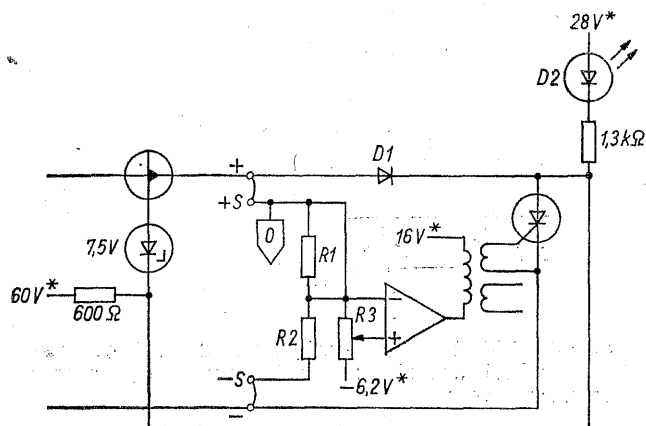 28V*
D2
1,3kΩ
D1
+
+S
0
7,5V
16V*
R1
60V*
600Ω
R2
R3
−
+
−S
−6,2V*
−